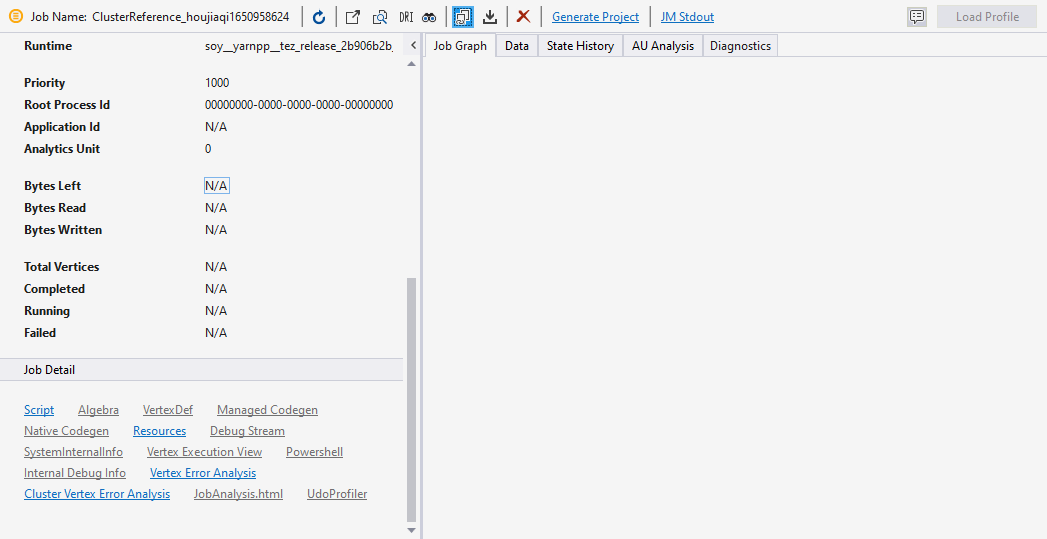 Job Name: ClusterReference_houjiaqi1650958624 DRI Generate Project JM Stdout Load Profile
Job Graph Data State History AU Analysis Diagnostics
Runtime soy__yarnpp__tez_release_2b906b2b_
Priority 1000
Root Process Id 00000000-0000-0000-0000-00000000
Application Id N/A
Analytics Unit 0
Bytes Left N/A
Bytes Read N/A
Bytes Written N/A
Total Vertices N/A
Completed N/A
Running N/A
Failed N/A
Job Detail
Script Algebra VertexDef Managed Codegen
Native Codegen Resources Debug Stream
SystemInternalInfo Vertex Execution View Powershell
Internal Debug Info Vertex Error Analysis
Cluster Vertex Error Analysis JobAnalysis.html UdoProfiler